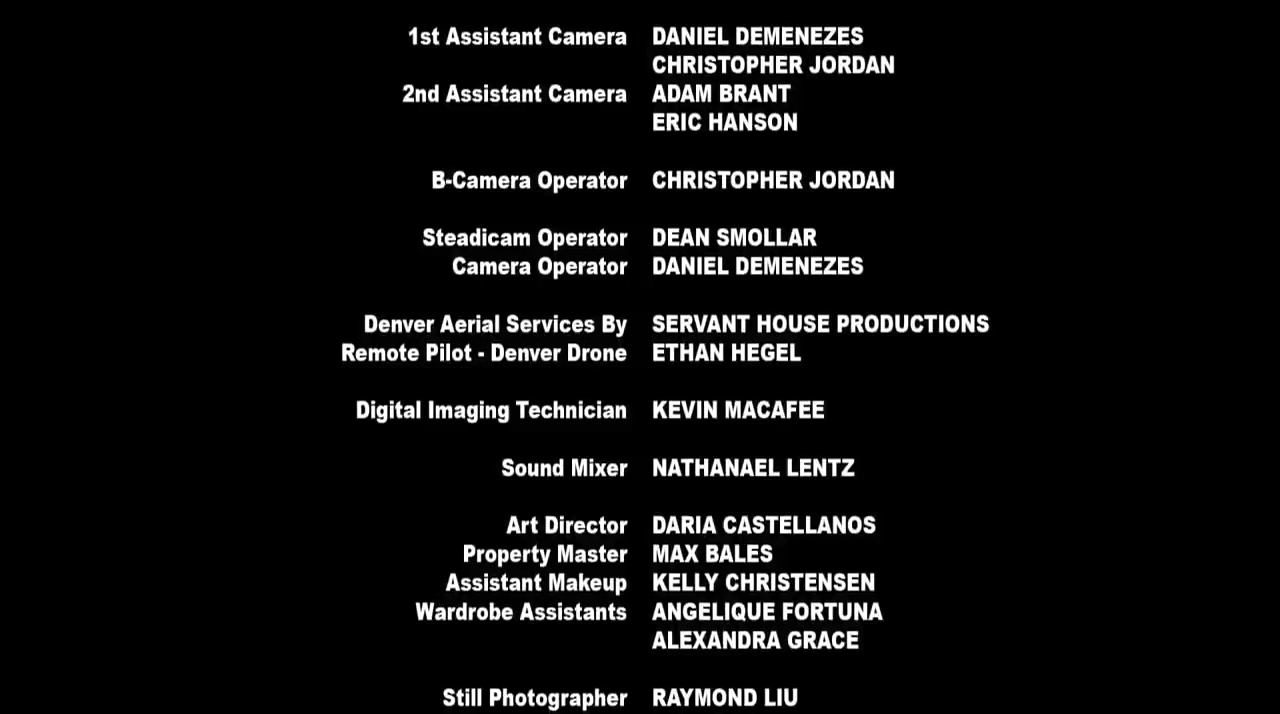 1st Assistant Camera DANIEL DEMENEZES
CHRISTOPHER JORDAN
2nd Assistant Camera ADAM BRANT
ERIC HANSON
B-Camera Operator CHRISTOPHER JORDAN
Steadicam Operator DEAN SMOLLAR
Camera Operator DANIEL DEMENEZES
Denver Aerial Services By SERVANT HOUSE PRODUCTIONS
Remote Pilot - Denver Drone ETHAN HEGEL
Digital Imaging Technician KEVIN MACAFEE
Sound Mixer NATHANAEL LENTZ
Art Director DARIA CASTELLANOS
Property Master MAX BALES
Assistant Makeup KELLY CHRISTENSEN
Wardrobe Assistants ANGELIQUE FORTUNA
ALEXANDRA GRACE
Still Photographer RAYMOND LIU